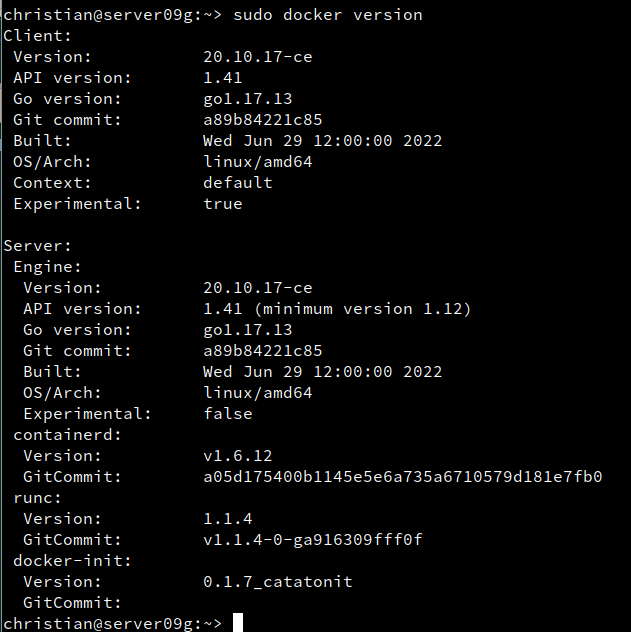 christian@server09g:~> sudo docker version
Client:
 Version:           20.10.17-ce
 API version:       1.41
 Go version:        go1.17.13
 Git commit:        a89b84221c85
 Built:             Wed Jun 29 12:00:00 2022
 OS/Arch:           linux/amd64
 Context:           default
 Experimental:      true

Server:
 Engine:
  Version:          20.10.17-ce
  API version:      1.41 (minimum version 1.12)
  Go version:       go1.17.13
  Git commit:       a89b84221c85
  Built:            Wed Jun 29 12:00:00 2022
  OS/Arch:          linux/amd64
  Experimental:     false
 containerd:
  Version:          v1.6.12
  GitCommit:        a05d175400b1145e5e6a735a6710579d181e7fb0
 runc:
  Version:          1.1.4
  GitCommit:        v1.1.4-0-ga916309fff0f
 docker-init:
  Version:          0.1.7_catatonit
  GitCommit:
christian@server09g:~>